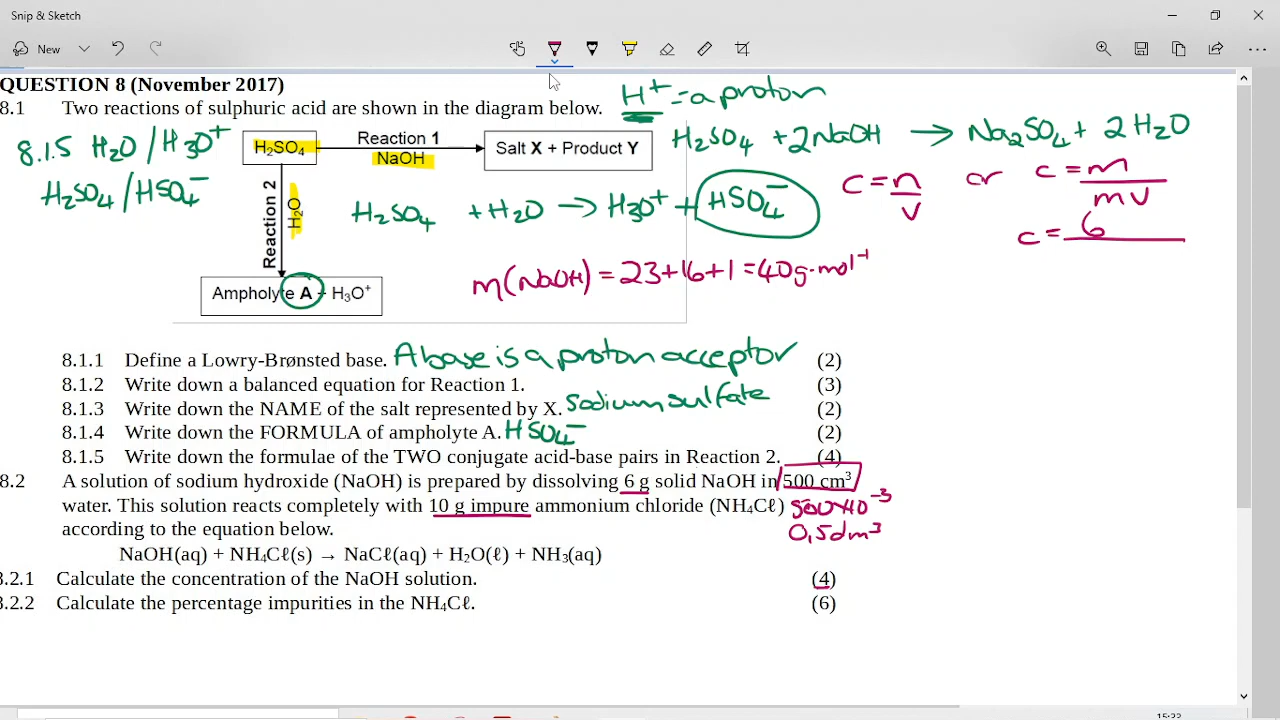 Snip & Sketch
New
QUESTION 8 (November 2017)
8.1 Two reactions of sulphuric acid are shown in the diagram below.
H⁺ = a proton
8.1.5 H₂O / H₃O⁺
H₂SO₄ / HSO₄⁻
H₂SO₄
Reaction 1
NaOH
Salt X + Product Y
H₂SO₄ + 2NaOH → Na₂SO₄ + 2H₂O
c = n/v or c = m/mv
c = 6
Reaction 2
H₂O
H₂SO₄ + H₂O → H₃O⁺ + HSO₄⁻
Ampholyte A + H₃O⁺
m(NaOH) = 23+16+1 = 40g·mol⁻¹
8.1.1 Define a Lowry-Brønsted base. A base is a proton acceptor (2)
8.1.2 Write down a balanced equation for Reaction 1. (3)
8.1.3 Write down the NAME of the salt represented by X. sodium sulfate (2)
8.1.4 Write down the FORMULA of ampholyte A. HSO₄⁻ (2)
8.1.5 Write down the formulae of the TWO conjugate acid-base pairs in Reaction 2. (4)
8.2 A solution of sodium hydroxide (NaOH) is prepared by dissolving 6 g solid NaOH in 500 cm³
water. This solution reacts completely with 10 g impure ammonium chloride (NH₄Cℓ) 500×10⁻³
according to the equation below. 0,5dm³
NaOH(aq) + NH₄Cℓ(s) → NaCℓ(aq) + H₂O(ℓ) + NH₃(aq)
8.2.1 Calculate the concentration of the NaOH solution. (4)
8.2.2 Calculate the percentage impurities in the NH₄Cℓ. (6)